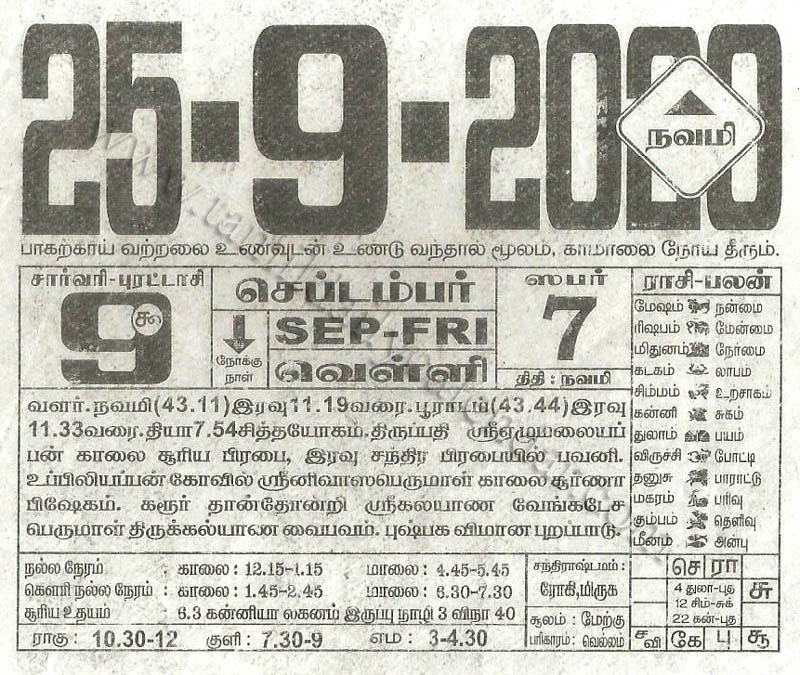 25-9-2020
நவமி
பாகற்காய் வற்றலை உணவுடன் உண்டு வந்தால் மூலம், காமாலை நோய் தீரும்.
சார்வரி-புரட்டாசி
9
கூ
நோக்கு
நாள்
செப்டம்பர்
SEP-FRI
வெள்ளி
ஸபர்
7
திதி : நவமி
ராசி-பலன்
மேஷம் நன்மை
ரிஷபம் மேன்மை
மிதுனம் நேர்மை
கடகம் லாபம்
சிம்மம் உற்சாகம்
கன்னி சுகம்
துலாம் பயம்
விருச்சி போட்டி
தனுசு பாராட்டு
மகரம் பரிவு
கும்பம் தெளிவு
மீனம் அன்பு
வளர். நவமி(43.11)இரவு11.19வரை. பூராடம்(43.44)இரவு
11.33வரை. தியா7.54சித்தயோகம். திருப்பதி ஸ்ரீஏழுமலையப்
பன் காலை சூரிய பிரபை, இரவு சந்திர பிரபையில் பவனி.
உப்பிலியப்பன் கோவில் ஸ்ரீனிவாஸபெருமாள் காலை சூர்ணா
பிஷேகம். கரூர் தான்தோன்றி ஸ்ரீகல்யாண வேங்கடேச
பெருமாள் திருக்கல்யாண வைபவம். புஷ்பக விமான புறப்பாடு.
நல்ல நேரம் : காலை : 12.15-1.15 மாலை : 4.45-5.45
கௌரி நல்ல நேரம் : காலை : 1.45-2.45 மாலை : 6.30-7.30
சூரிய உதயம் : 6.3 கன்னியா லகனம் இருப்பு நாழி 3 விநா 40
ராகு : 10.30-12 குளி : 7.30-9 எம : 3-4.30
சந்திராஷ்டமம் :
ரோகி,மிருக
சூலம் : மேற்கு
பரிகாரம் : வெல்லம்
செ ரா
4 துலா-புத
12 சிம்-சுக்
22 கன்-புத
சு
ச
வி கே பு சூ